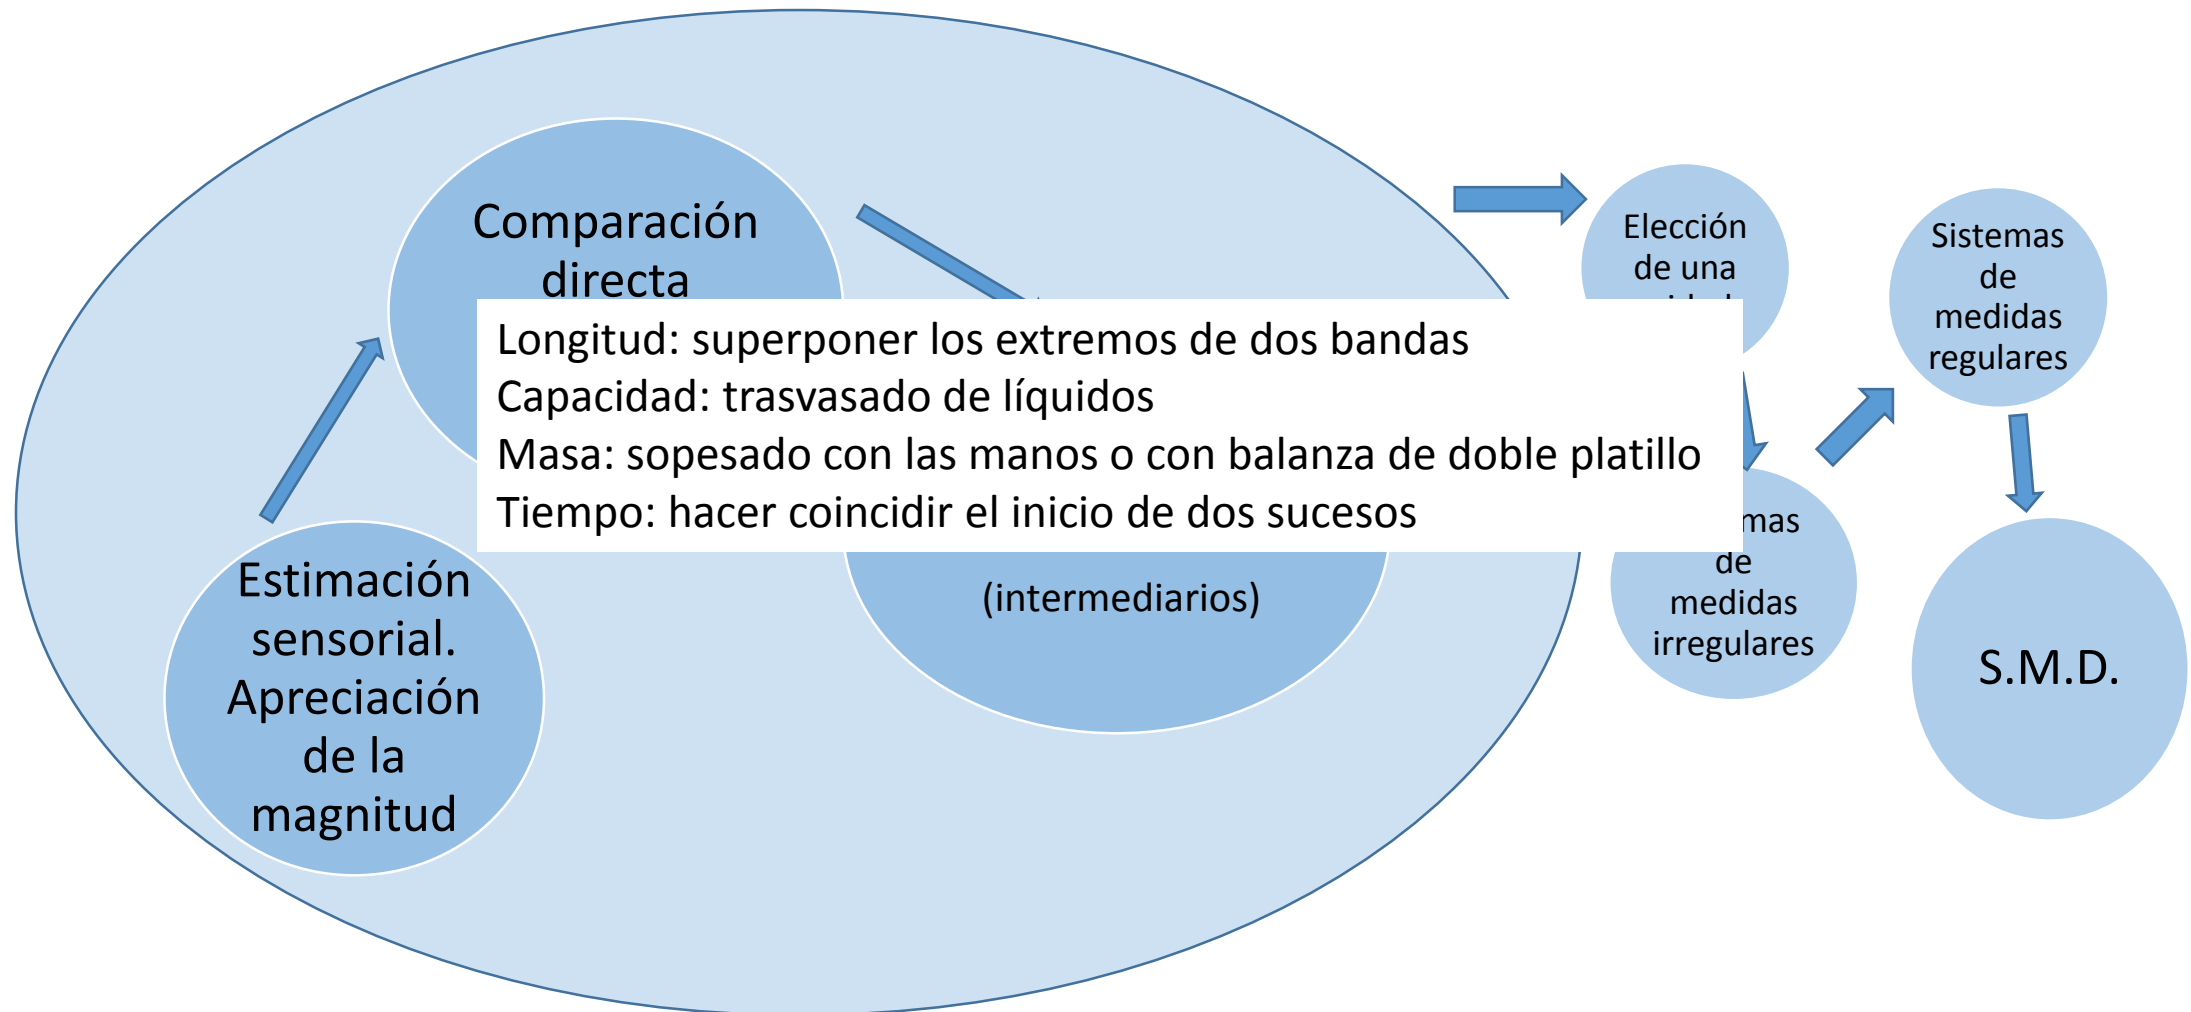 Comparación
directa
Longitud: superponer los extremos de dos bandas
Capacidad: trasvasado de líquidos
Masa: sopesado con las manos o con balanza de doble platillo
Tiempo: hacer coincidir el inicio de dos sucesos
Estimación
sensorial.
Apreciación
de la
magnitud
(intermediarios)
Elección
de una
de
medidas
irregulares
Sistemas
de
medidas
regulares
S.M.D.